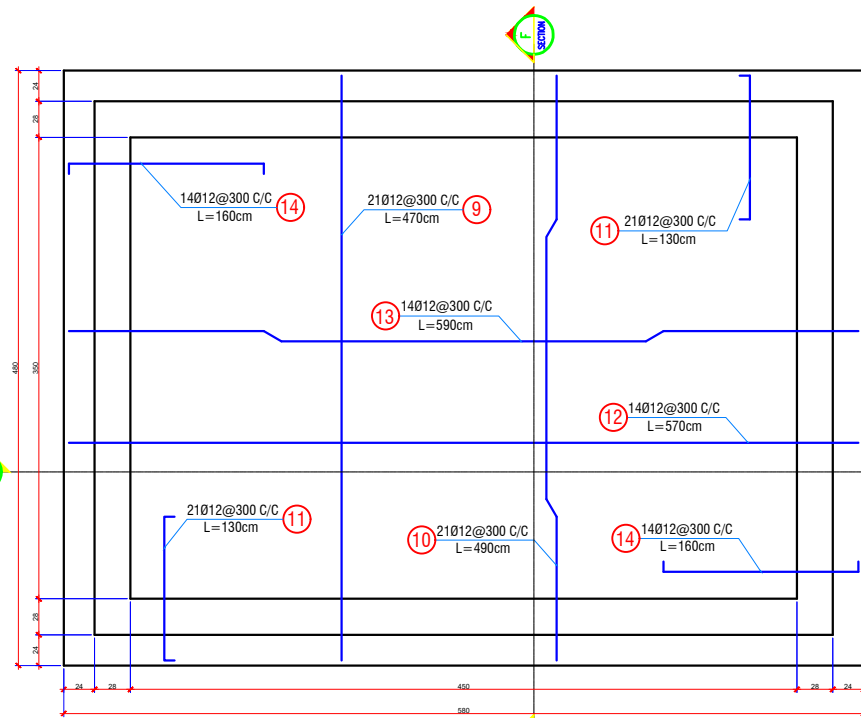 F
SECTION
24
28
14Ø12@300 C/C
L=160cm
14
21Ø12@300 C/C
L=470cm
9
11
21Ø12@300 C/C
L=130cm
13
14Ø12@300 C/C
L=590cm
480
350
12
14Ø12@300 C/C
L=570cm
21Ø12@300 C/C
L=130cm
11
10
21Ø12@300 C/C
L=490cm
14
14Ø12@300 C/C
L=160cm
28
24
24
28
450
28
24
580